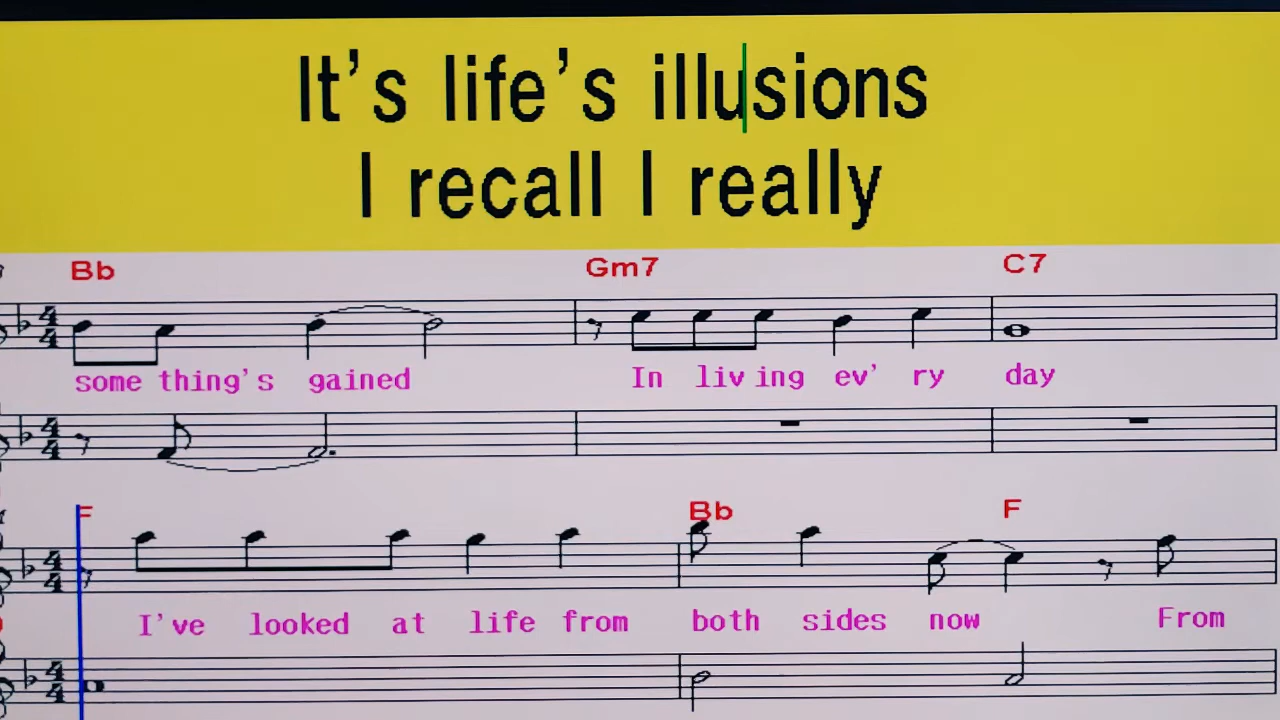 It's life's illusions
I recall I really
Bb Gm7 C7
some thing's gained In liv ing ev' ry day
F Bb F
I've looked at life from both sides now From